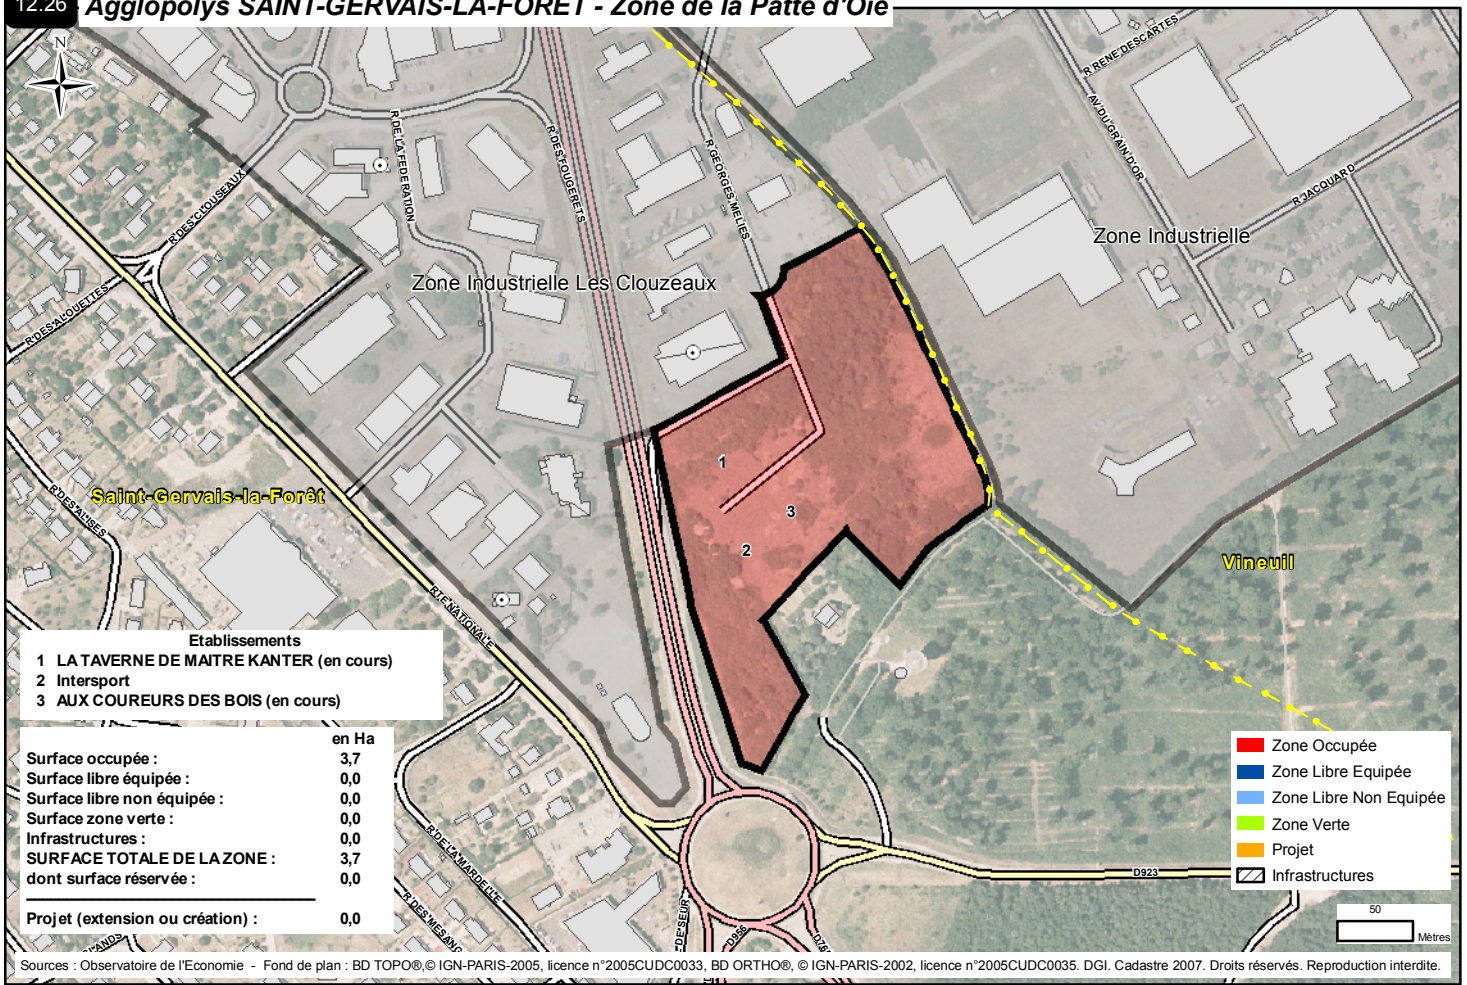 12.26 Agglopolys SAINT-GERVAIS-LA-FORET - Zone de la Patte d'Oie
N
R RENE DESCARTES
AV DU GRAIN D'OR
R JACQUARD
R DE LA FEDERATION
R DES FOUGERETS
R GEORGES MELIES
R DES CLOUSEAUX
Zone Industrielle
Zone Industrielle Les Clouzeaux
R DES ALOUETTES
1
Saint-Gervais-la-Forêt
R DES ALISES
3
2
Vineuil
RTE NATIONALE
Etablissements
1 LA TAVERNE DE MAITRE KANTER (en cours)
2 Intersport
3 AUX COUREURS DES BOIS (en cours)
en Ha
Surface occupée : 3,7
Surface libre équipée : 0,0
Surface libre non équipée : 0,0
Surface zone verte : 0,0
Infrastructures : 0,0
SURFACE TOTALE DE LA ZONE : 3,7
dont surface réservée : 0,0
Projet (extension ou création) : 0,0
Zone Occupée
Zone Libre Equipée
Zone Libre Non Equipée
Zone Verte
Projet
Infrastructures
R DE LA MARDELLE
D923
R DES MESANG
DE SEUR
D956
D76
50
Mètres
Sources : Observatoire de l'Economie - Fond de plan : BD TOPO®,© IGN-PARIS-2005, licence n°2005CUDC0033, BD ORTHO®, © IGN-PARIS-2002, licence n°2005CUDC0035. DGI. Cadastre 2007. Droits réservés. Reproduction interdite.